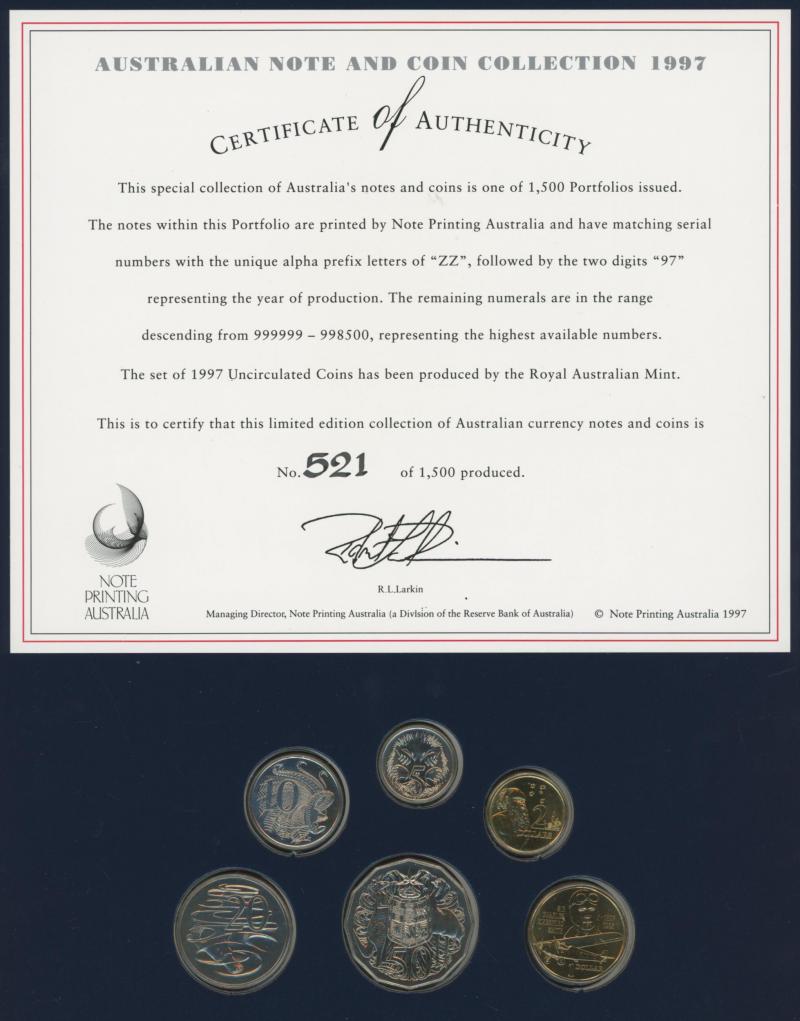 AUSTRALIAN NOTE AND COIN COLLECTION 1997
CERTIFICATE of AUTHENTICITY
This special collection of Australia's notes and coins is one of 1,500 Portfolios issued.
The notes within this Portfolio are printed by Note Printing Australia and have matching serial
numbers with the unique alpha prefix letters of “ZZ”, followed by the two digits “97”
representing the year of production. The remaining numerals are in the range
descending from 999999 – 998500, representing the highest available numbers.
The set of 1997 Uncirculated Coins has been produced by the Royal Australian Mint.
This is to certify that this limited edition collection of Australian currency notes and coins is
No. 521 of 1,500 produced.
NOTE
PRINTING
AUSTRALIA
R.L.Larkin
Managing Director, Note Printing Australia (a Division of the Reserve Bank of Australia) © Note Printing Australia 1997
5
10
2
DOLLARS
20
50
1 DOLLAR